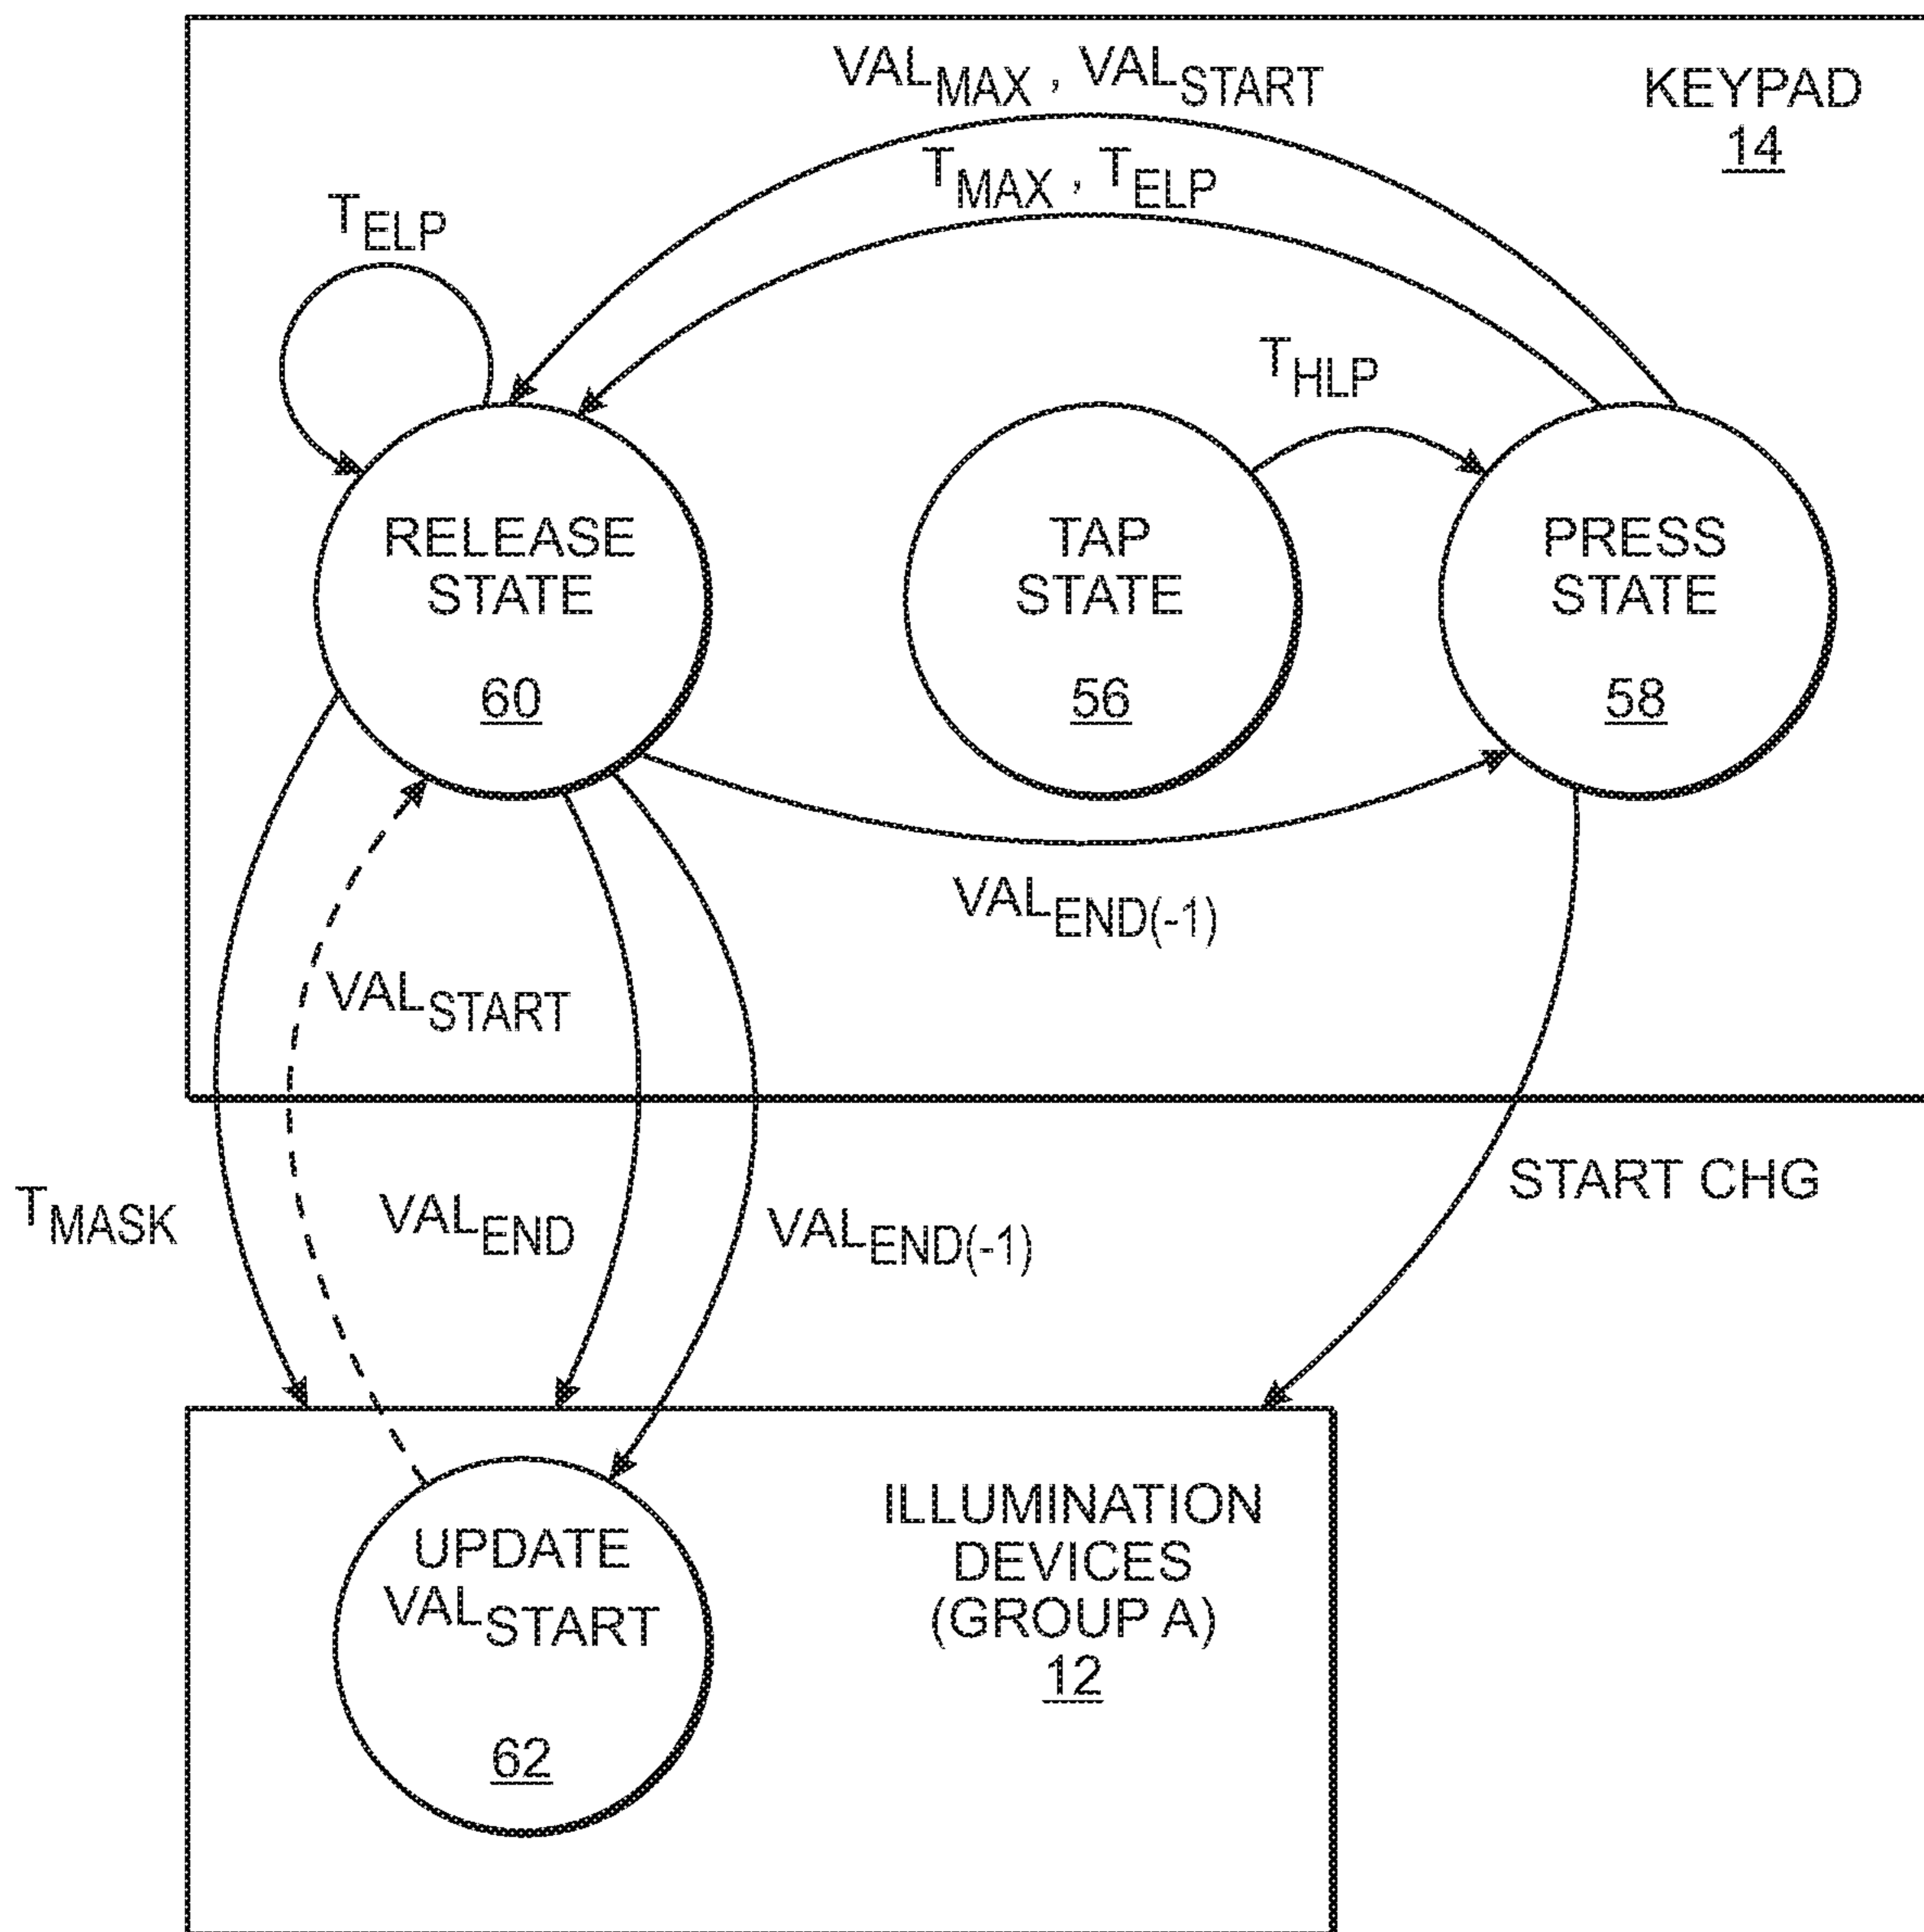 VALMAX , VALSTART
KEYPAD
14
TMAX , TELP
TELP
THLP
RELEASE
STATE
60
TAP
STATE
56
PRESS
STATE
58
VALEND(-1)
VALSTART
START CHG
TMASK
VALEND
VALEND(-1)
UPDATE
VALSTART
62
ILLUMINATION
DEVICES
(GROUP A)
12